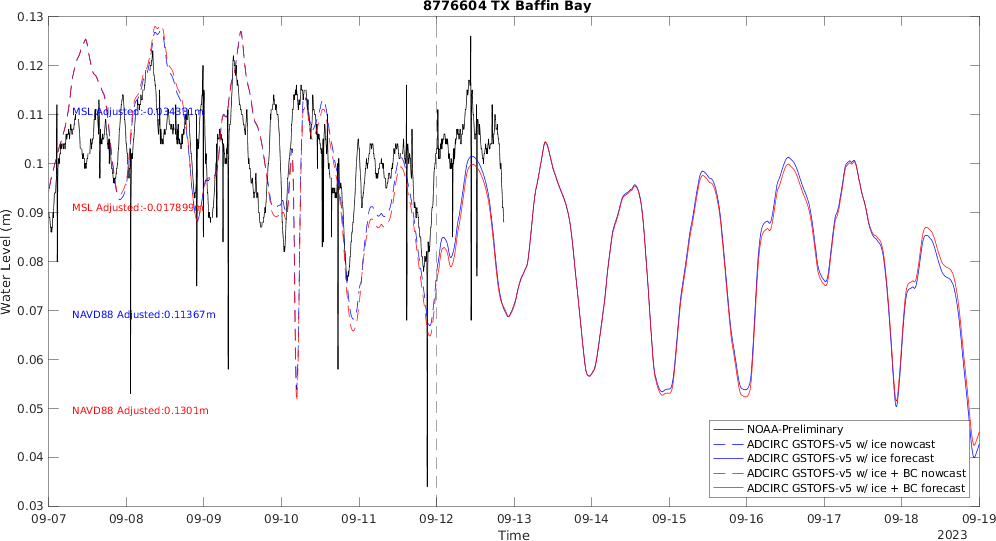 8776604 TX Baffin Bay
0.13
0.12
0.11
0.1
0.09
0.08
0.07
0.06
0.05
0.04
0.03
Water Level (m)
MSL Adjusted:-0.034391m
MSL Adjusted:-0.017899m
NAVD88 Adjusted:0.11367m
NAVD88 Adjusted:0.1301m
NOAA-Preliminary
ADCIRC GSTOFS-v5 w/ ice nowcast
ADCIRC GSTOFS-v5 w/ ice forecast
ADCIRC GSTOFS-v5 w/ ice + BC nowcast
ADCIRC GSTOFS-v5 w/ ice + BC forecast
09-07 09-08 09-09 09-10 09-11 09-12 09-13 09-14 09-15 09-16 09-17 09-18 09-19
Time
2023